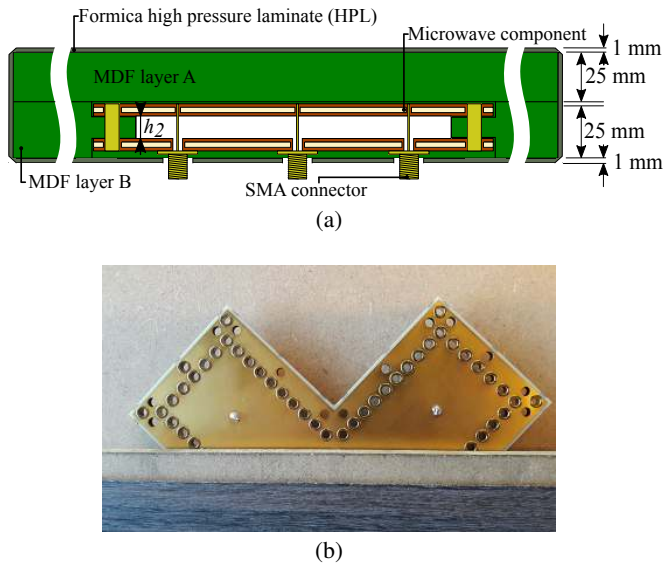 Formica high pressure laminate (HPL)
Microwave component
1 mm
MDF layer A
25 mm
h2
25 mm
MDF layer B
1 mm
SMA connector
(a)
(b)